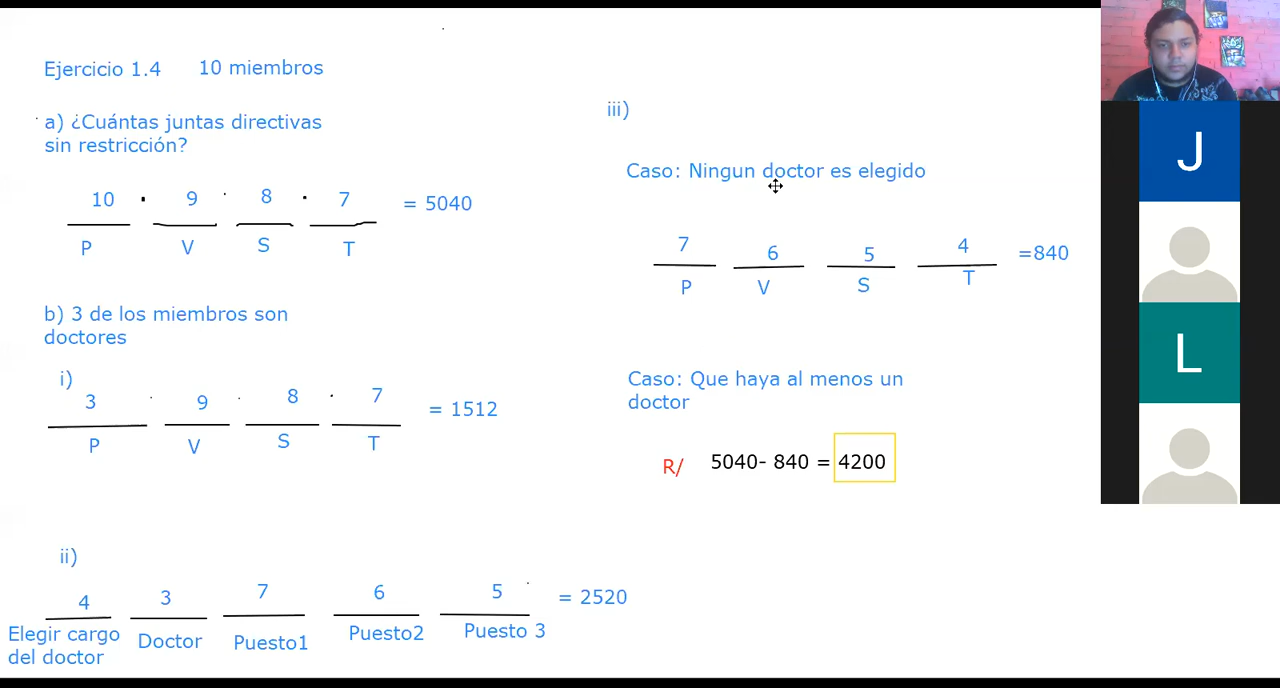 Ejercicio 1.4 10 miembros
a) ¿Cuántas juntas directivas
sin restricción?
10 · 9 · 8 · 7 = 5040
P V S T
b) 3 de los miembros son
doctores
i)
3 · 9 · 8 · 7 = 1512
P V S T
ii)
4 3 7 6 5 = 2520
Elegir cargo
del doctor
Doctor Puesto1 Puesto2 Puesto 3
iii)
Caso: Ningun doctor es elegido
7 6 5 4 =840
P V S T
Caso: Que haya al menos un
doctor
R/ 5040- 840 = 4200
J
L